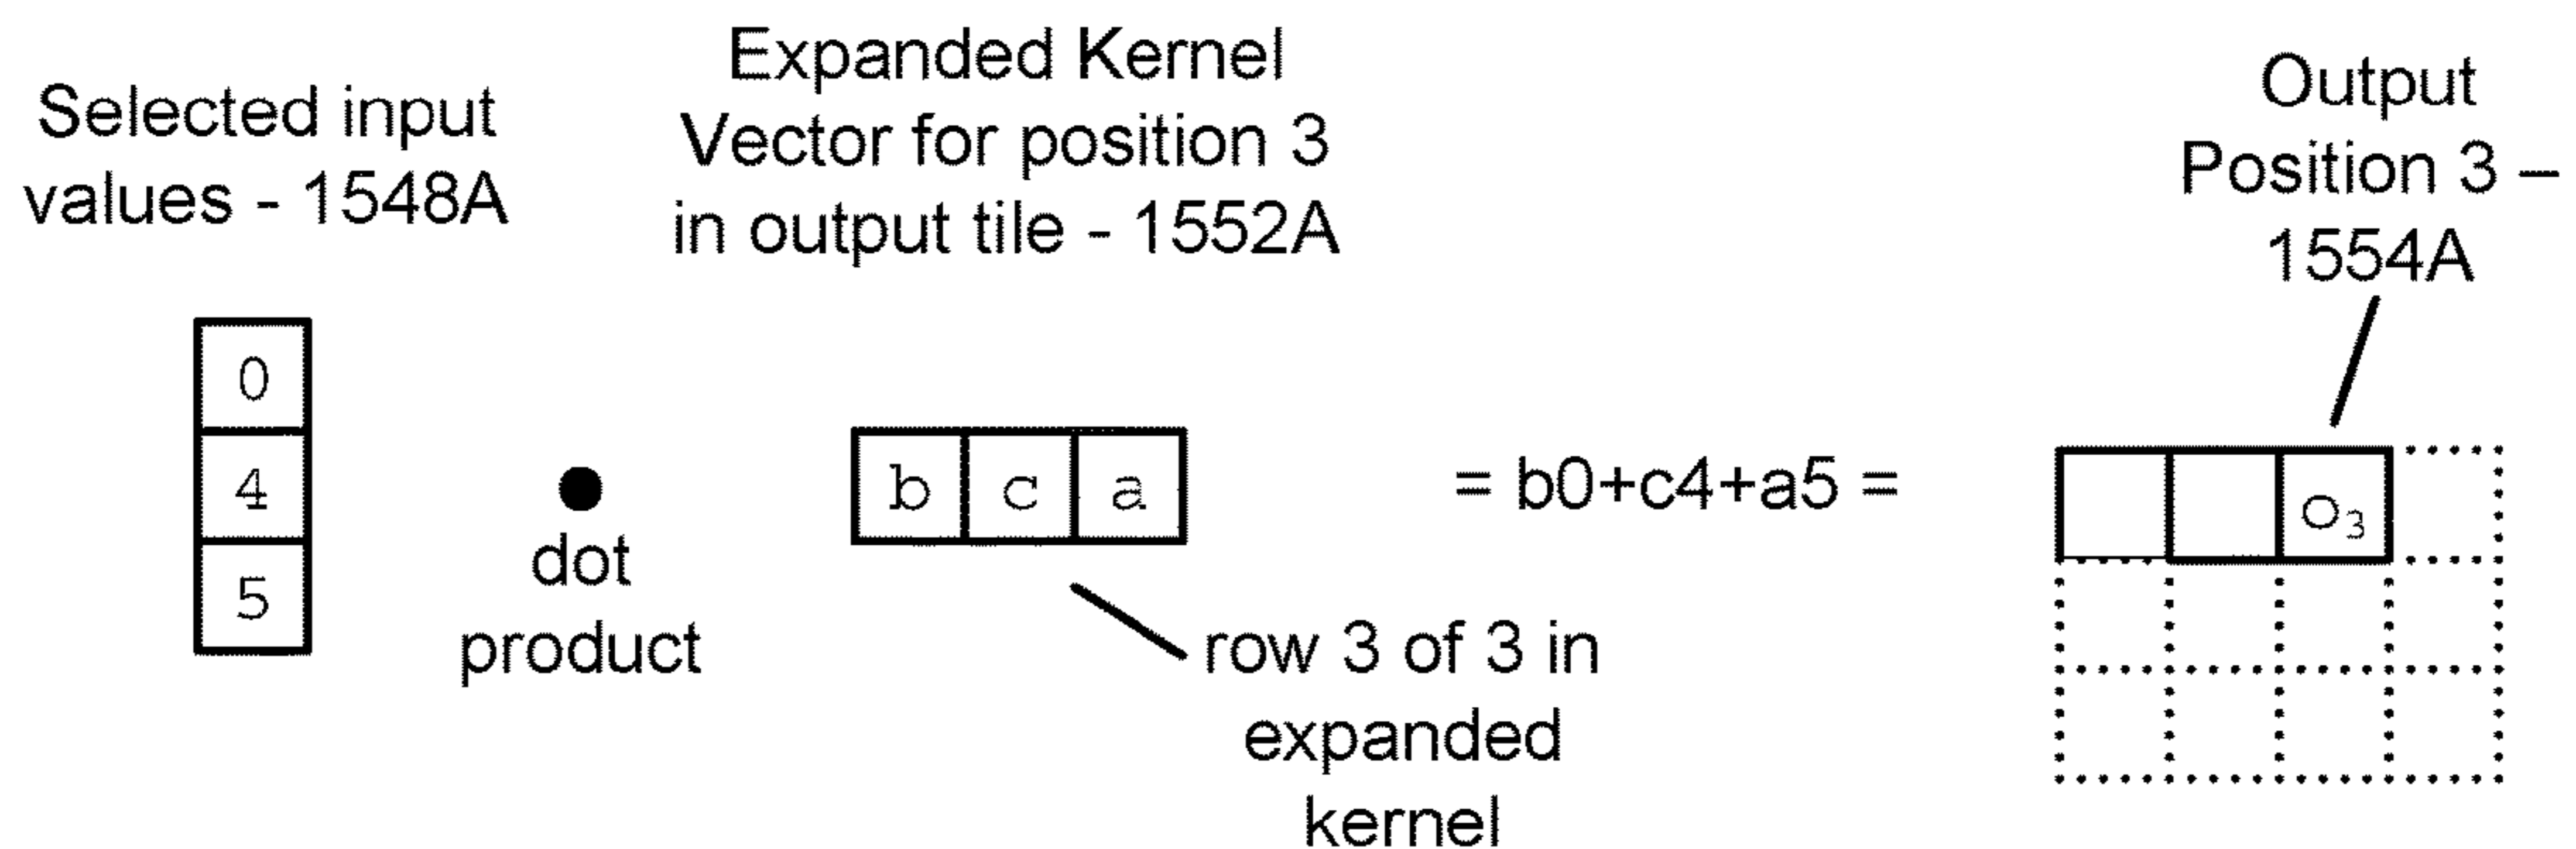 Selected input
values - 1548A
Expanded Kernel
Vector for position 3
in output tile - 1552A
Output
Position 3 –
1554A
0
4
5
dot
product
b c a
row 3 of 3 in
expanded
kernel
= b0+c4+a5 =
o₃